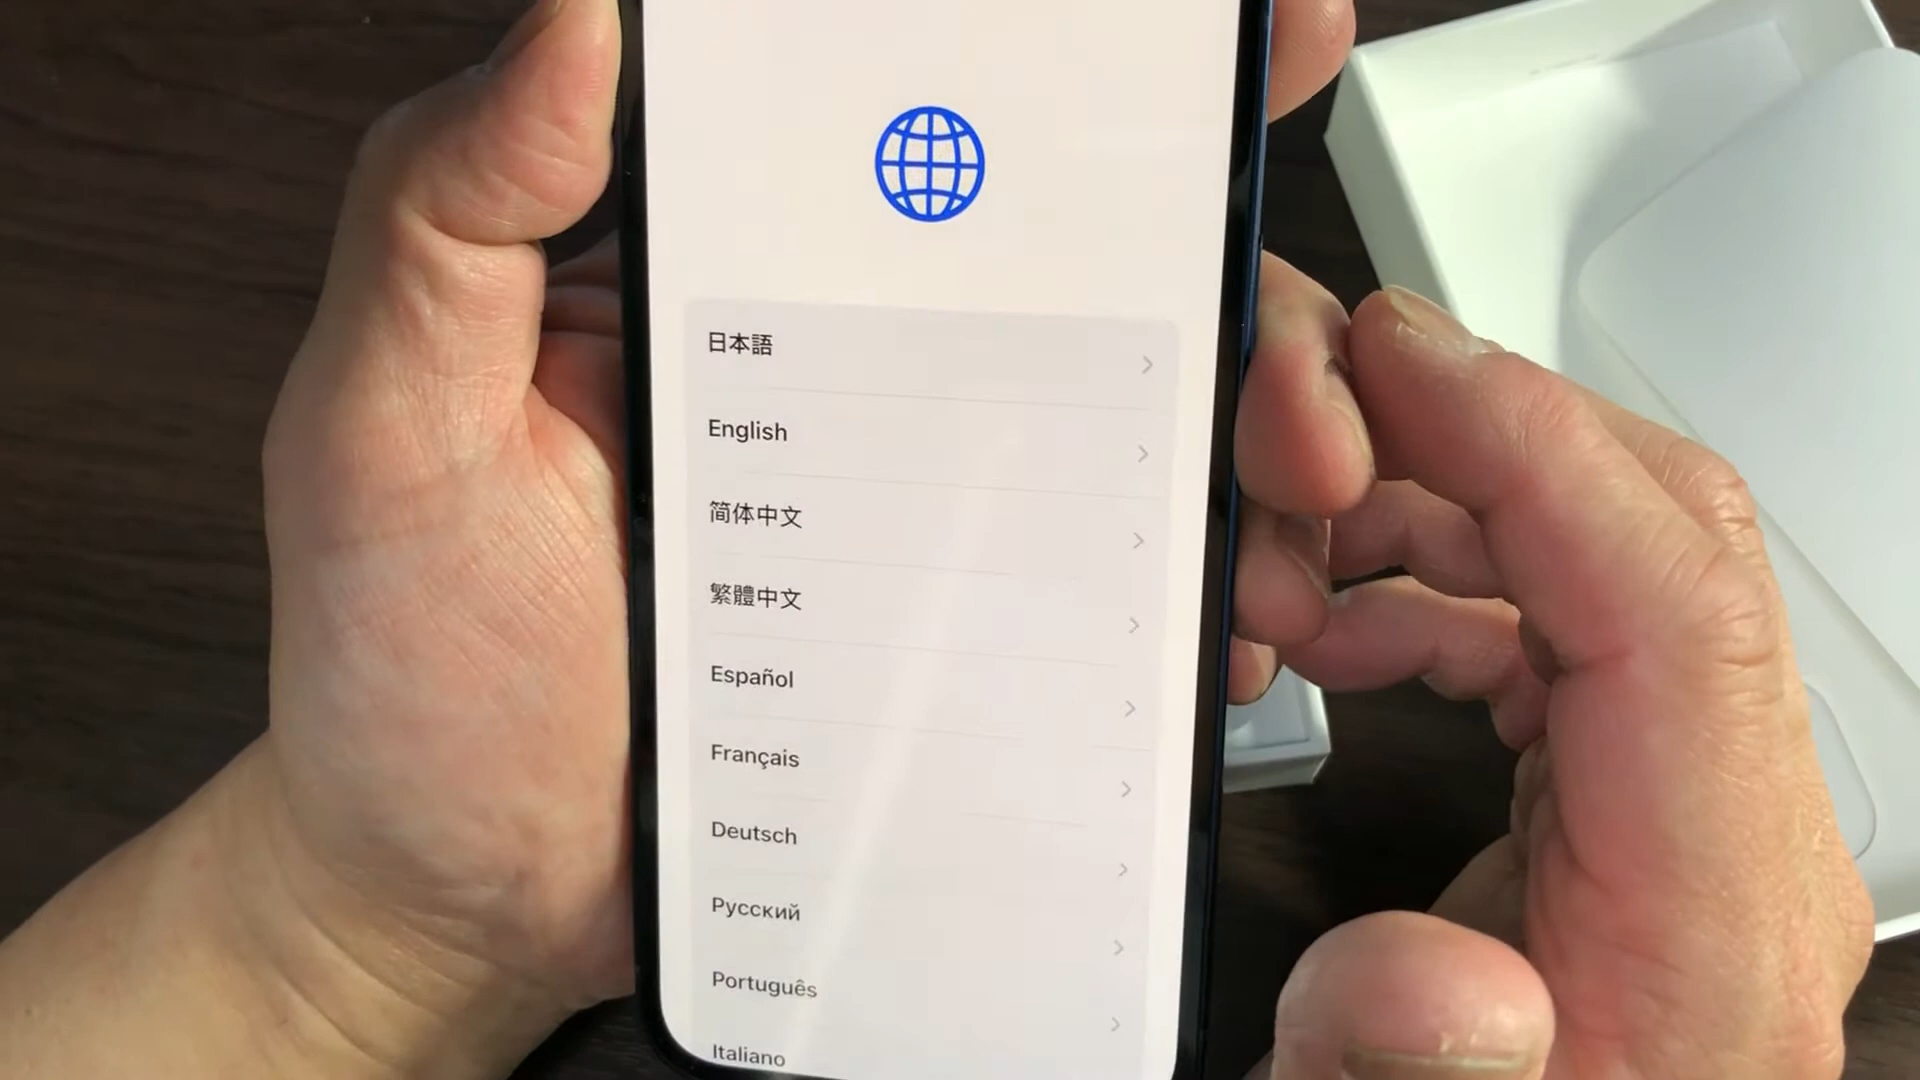 日本語
English
简体中文
繁體中文
Español
Français
Deutsch
Русский
Português
Italiano